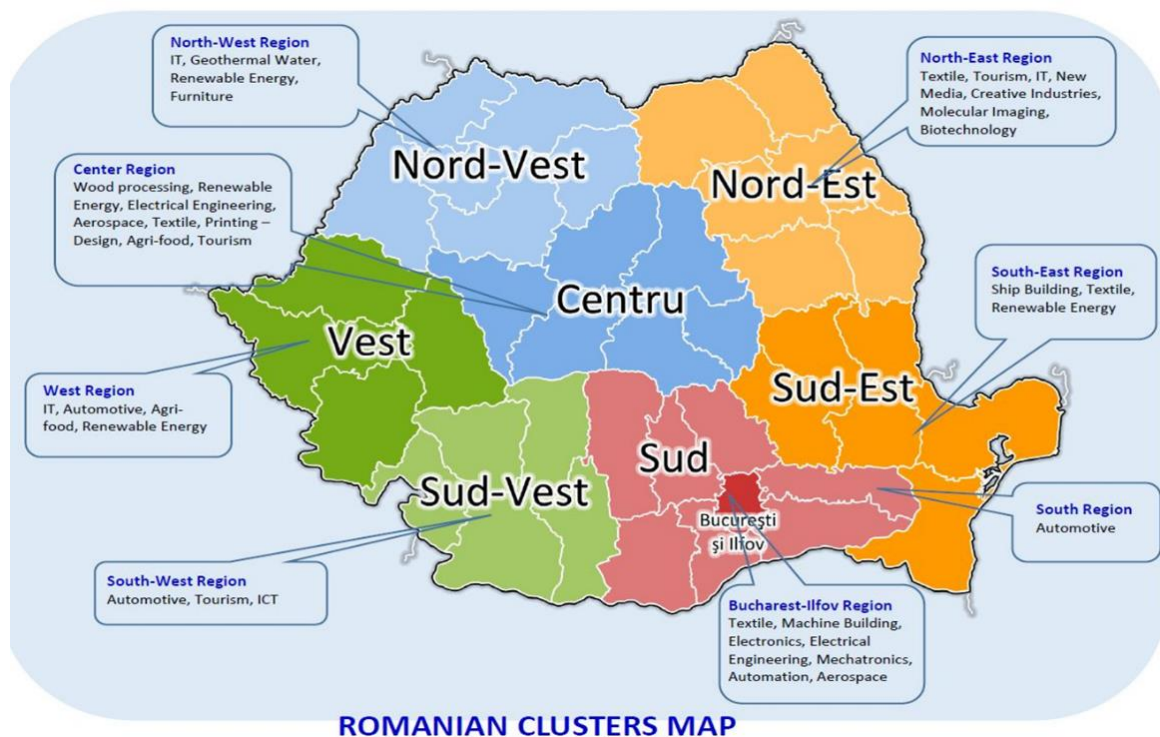 North-West Region
IT, Geothermal Water,
Renewable Energy,
Furniture
North-East Region
Textile, Tourism, IT, New
Media, Creative Industries,
Molecular Imaging,
Biotechnology
Center Region
Wood processing, Renewable
Energy, Electrical Engineering,
Aerospace, Textile, Printing –
Design, Agri-food, Tourism
South-East Region
Ship Building, Textile,
Renewable Energy
West Region
IT, Automotive, Agri-
food, Renewable Energy
South Region
Automotive
South-West Region
Automotive, Tourism, ICT
Bucharest-Ilfov Region
Textile, Machine Building,
Electronics, Electrical
Engineering, Mechatronics,
Automation, Aerospace
Nord-Vest
Nord-Est
Centru
Vest
Sud-Est
Sud
Sud-Vest
Bucureşti
şi Ilfov
ROMANIAN CLUSTERS MAP